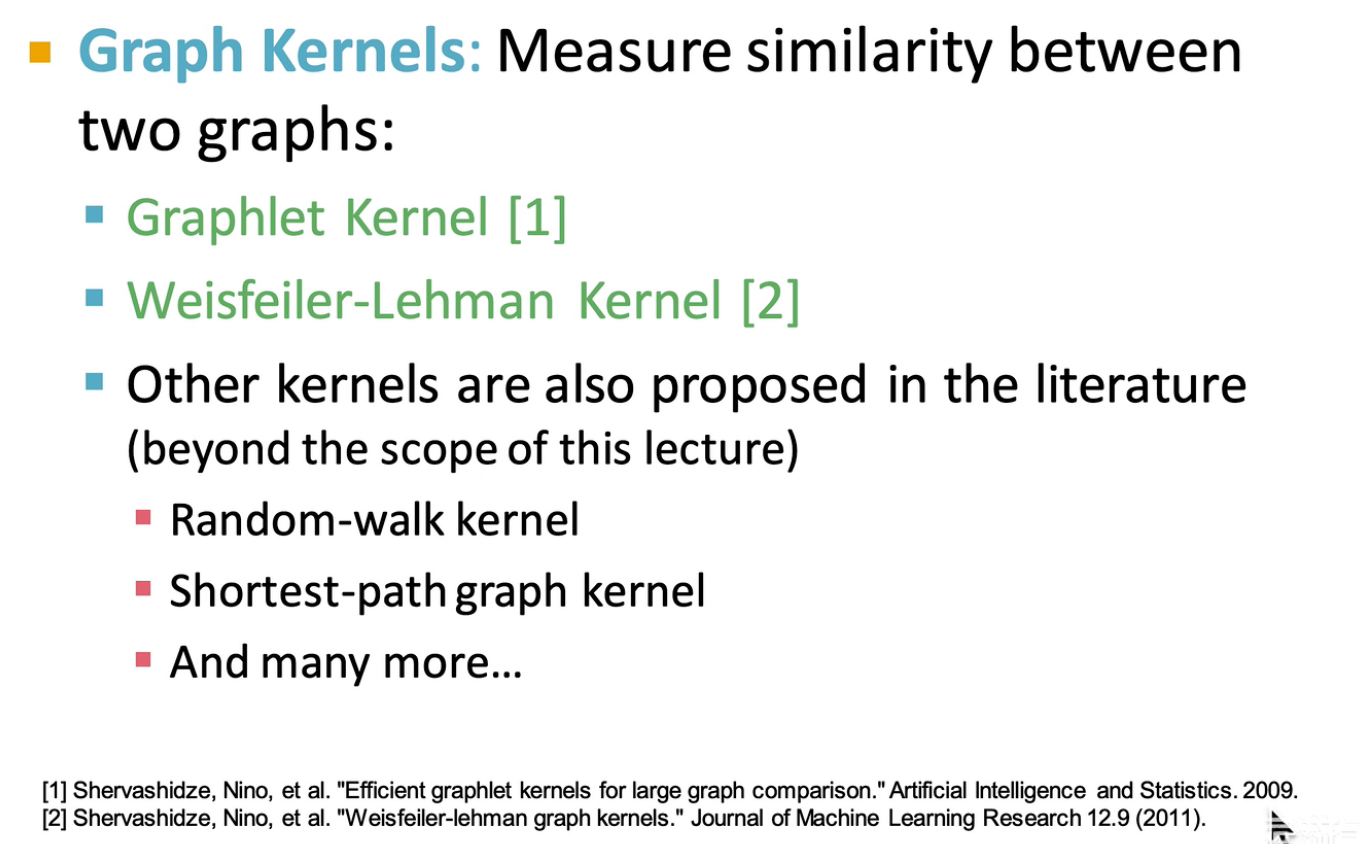 Graph Kernels: Measure similarity between
two graphs:
Graphlet Kernel [1]
Weisfeiler-Lehman Kernel [2]
Other kernels are also proposed in the literature
(beyond the scope of this lecture)
Random-walk kernel
Shortest-path graph kernel
And many more…
[1] Shervashidze, Nino, et al. "Efficient graphlet kernels for large graph comparison." Artificial Intelligence and Statistics. 2009.
[2] Shervashidze, Nino, et al. "Weisfeiler-lehman graph kernels." Journal of Machine Learning Research 12.9 (2011).